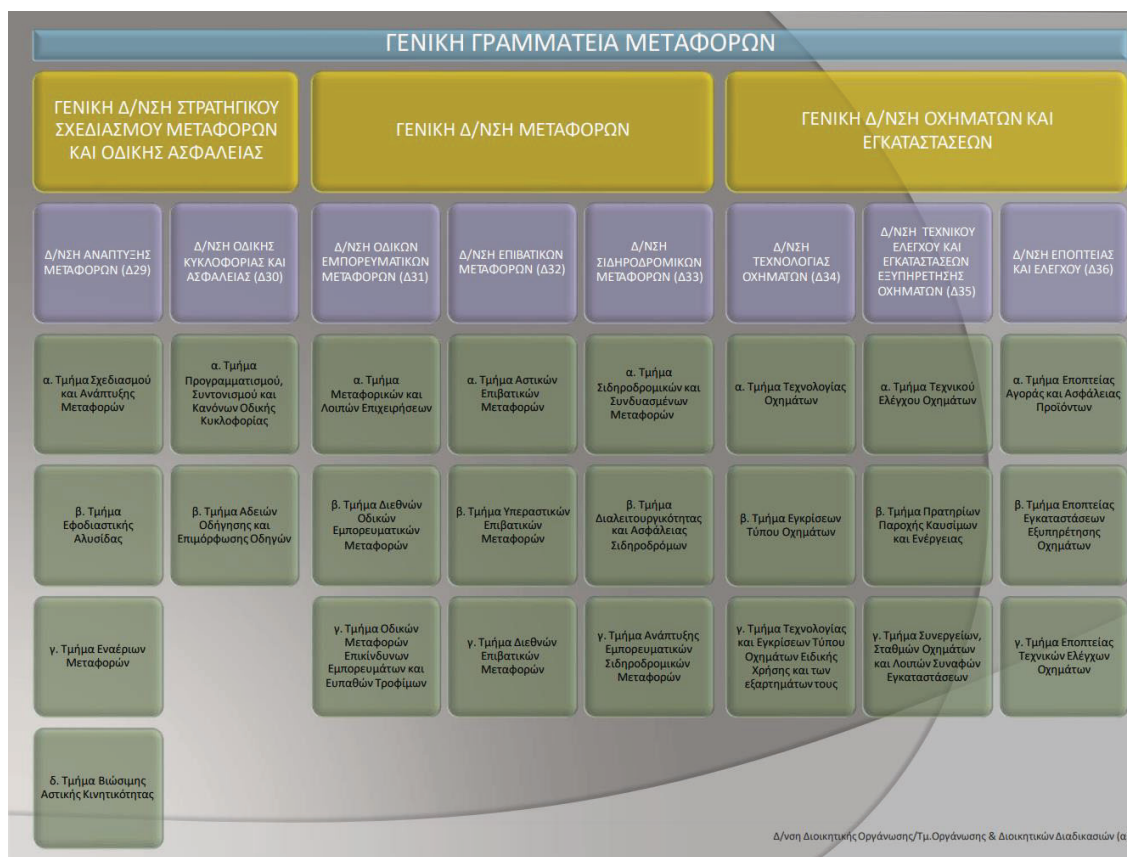 ΓΕΝΙΚΗ ΓΡΑΜΜΑΤΕΙΑ ΜΕΤΑΦΟΡΩΝ
ΓΕΝΙΚΗ Δ/ΝΣΗ ΣΤΡΑΤΗΓΙΚΟΥ
ΣΧΕΔΙΑΣΜΟΥ ΜΕΤΑΦΟΡΩΝ
ΚΑΙ ΟΔΙΚΗΣ ΑΣΦΑΛΕΙΑΣ
ΓΕΝΙΚΗ Δ/ΝΣΗ ΜΕΤΑΦΟΡΩΝ
ΓΕΝΙΚΗ Δ/ΝΣΗ ΟΧΗΜΑΤΩΝ ΚΑΙ
ΕΓΚΑΤΑΣΤΑΣΕΩΝ
Δ/ΝΣΗ ΑΝΑΠΤΥΞΗΣ
ΜΕΤΑΦΟΡΩΝ (Δ29)
Δ/ΝΣΗ ΟΔΙΚΗΣ
ΚΥΚΛΟΦΟΡΙΑΣ ΚΑΙ
ΑΣΦΑΛΕΙΑΣ (Δ30)
Δ/ΝΣΗ ΟΔΙΚΩΝ
ΕΜΠΟΡΕΥΜΑΤΙΚΩΝ
ΜΕΤΑΦΟΡΩΝ (Δ31)
Δ/ΝΣΗ ΕΠΙΒΑΤΙΚΩΝ
ΜΕΤΑΦΟΡΩΝ (Δ32)
Δ/ΝΣΗ
ΣΙΔΗΡΟΔΡΟΜΙΚΩΝ
ΜΕΤΑΦΟΡΩΝ (Δ33)
Δ/ΝΣΗ
ΤΕΧΝΟΛΟΓΙΑΣ
ΟΧΗΜΑΤΩΝ (Δ34)
Δ/ΝΣΗ ΤΕΧΝΙΚΟΥ
ΕΛΕΓΧΟΥ ΚΑΙ
ΕΓΚΑΤΑΣΤΑΣΕΩΝ
ΕΞΥΠΗΡΕΤΗΣΗΣ
ΟΧΗΜΑΤΩΝ (Δ35)
Δ/ΝΣΗ ΕΠΟΠΤΕΙΑΣ
ΚΑΙ ΕΛΕΓΧΟΥ (Δ36)
α. Τμήμα Σχεδιασμού
και Ανάπτυξης
Μεταφορών
α. Τμήμα
Προγραμματισμού,
Συντονισμού και
Κανόνων Οδικής
Κυκλοφορίας
α. Τμήμα
Μεταφορικών και
Λοιπών Επιχειρήσεων
α. Τμήμα Αστικών
Επιβατικών
Μεταφορών
α. Τμήμα
Σιδηροδρομικών και
Συνδυασμένων
Μεταφορών
α. Τμήμα Τεχνολογίας
Οχημάτων
α. Τμήμα Τεχνικού
Ελέγχου Οχημάτων
α. Τμήμα Εποπτείας
Αγοράς και Ασφάλειας
Προϊόντων
β. Τμήμα
Εφοδιαστικής
Αλυσίδας
β. Τμήμα Αδειών
Οδήγησης και
Επιμόρφωσης Οδηγών
β. Τμήμα Διεθνών
Οδικών
Εμπορευματικών
Μεταφορών
β. Τμήμα Υπεραστικών
Επιβατικών
Μεταφορών
β. Τμήμα
Διαλειτουργικότητας
και Ασφάλειας
Σιδηροδρόμων
β. Τμήμα Εγκρίσεων
Τύπου Οχημάτων
β. Τμήμα Πρατηρίων
Παροχής Καυσίμων
και Ενέργειας
β. Τμήμα Εποπτείας
Εγκαταστάσεων
Εξυπηρέτησης
Οχημάτων
γ. Τμήμα Εναέριων
Μεταφορών
γ. Τμήμα Οδικών
Μεταφορών
Επικίνδυνων
Εμπορευμάτων και
Ευπαθών Τροφίμων
γ. Τμήμα Διεθνών
Επιβατικών
Μεταφορών
γ. Τμήμα Ανάπτυξης
Εμπορευματικών
Σιδηροδρομικών
Μεταφορών
γ. Τμήμα Τεχνολογίας
και Εγκρίσεων Τύπου
Οχημάτων Ειδικής
Χρήσης και των
εξαρτημάτων τους
γ. Τμήμα Συνεργείων,
Σταθμών Οχημάτων
και Λοιπών Συναφών
Εγκαταστάσεων
γ. Τμήμα Εποπτείας
Τεχνικών Ελέγχων
Οχημάτων
δ. Τμήμα Βιώσιμης
Αστικής Κινητικότητας
Δ/νση Διοικητικής Οργάνωσης/Τμ.Οργάνωσης & Διοικητικών Διαδικασιών (α